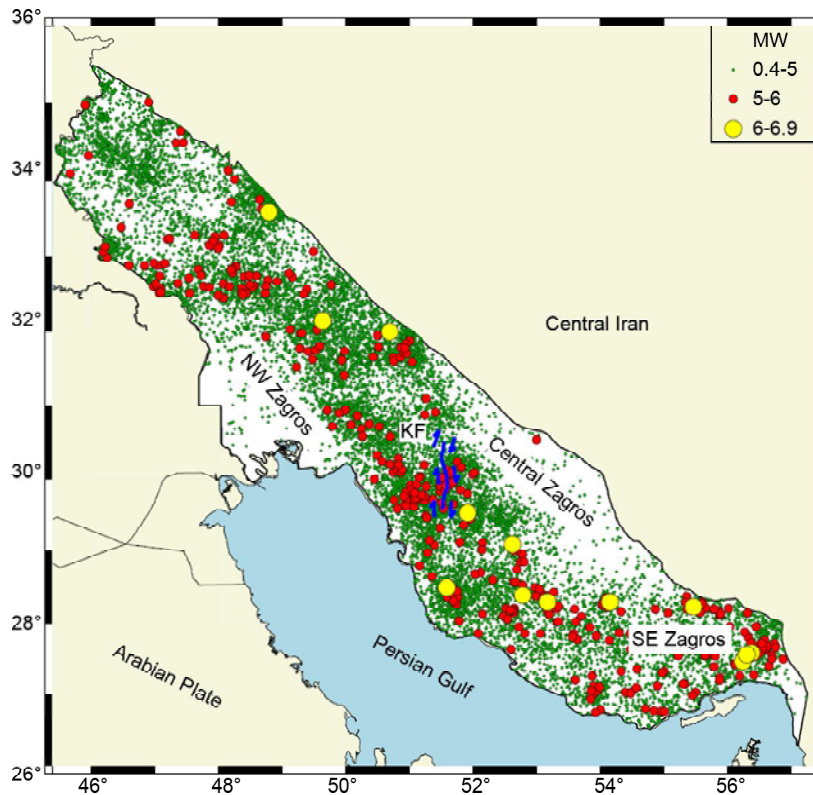 36°
MW
0.4-5
5-6
6-6.9
34°
Central Iran
32°
NW Zagros
KF
Central Zagros
30°
28°
SE Zagros
Persian Gulf
Arabian Plate
26°
46°
48°
50°
52°
54°
56°